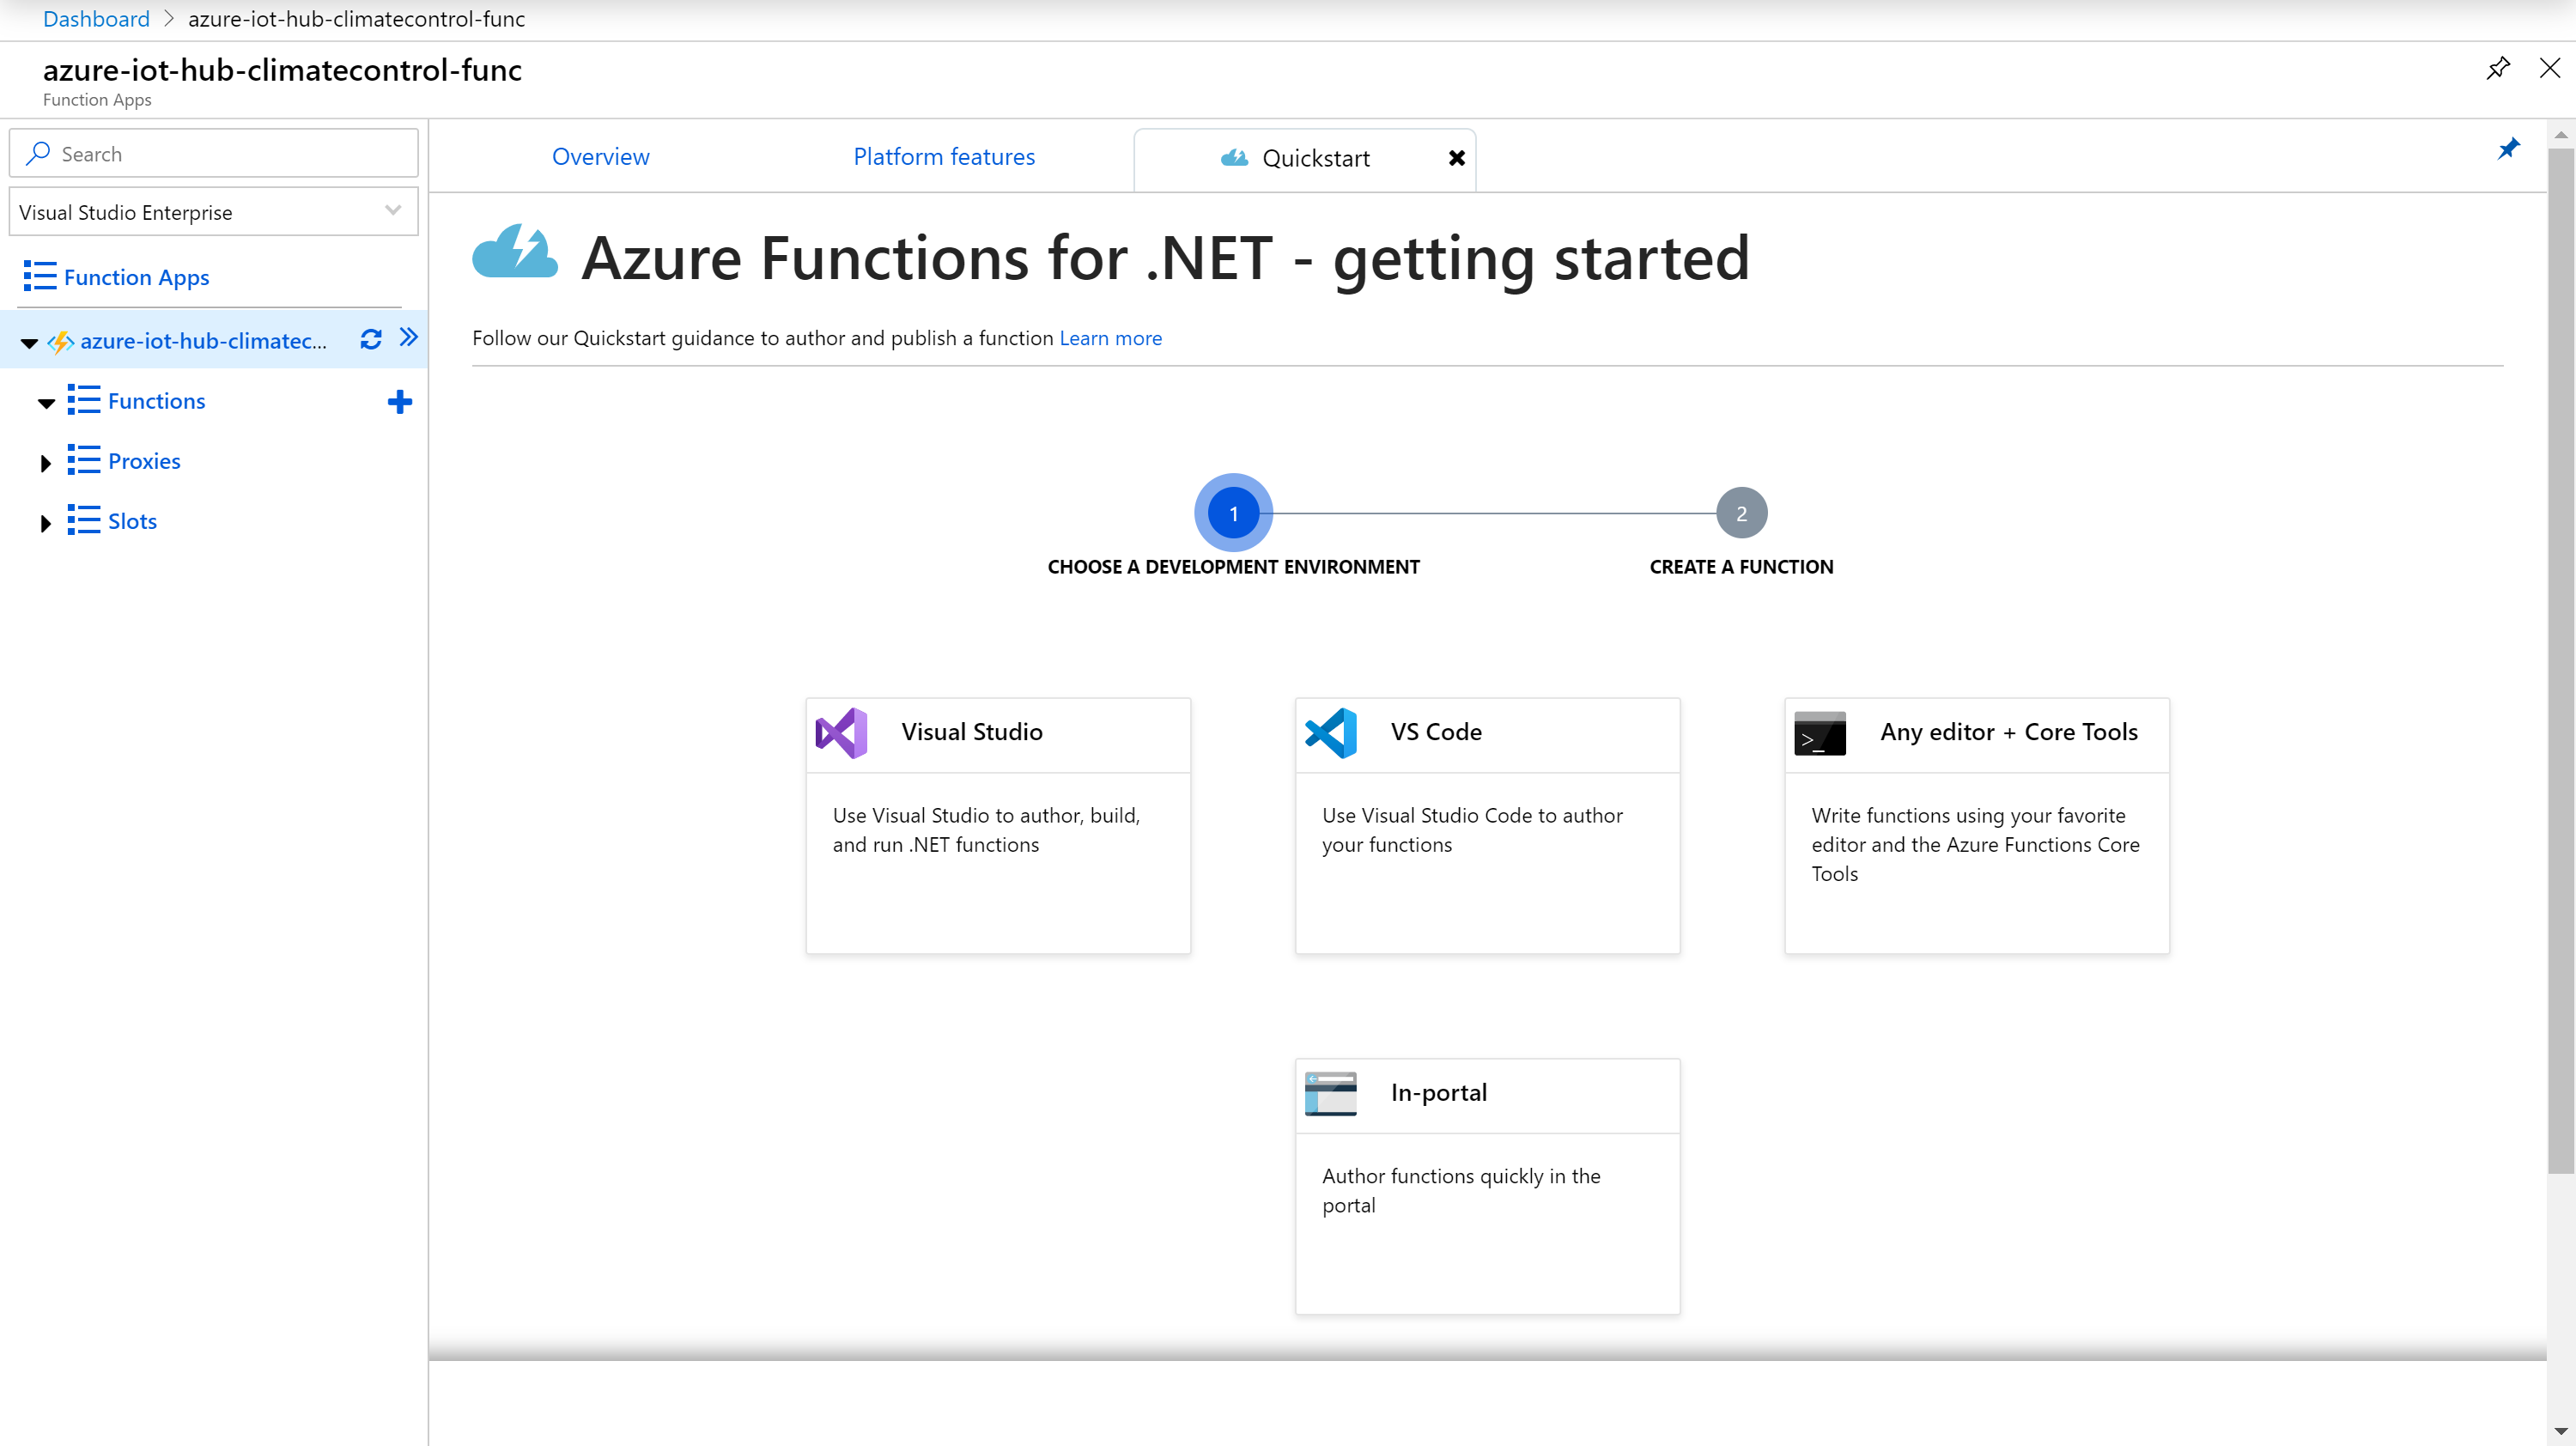 Dashboard > azure-iot-hub-climatecontrol-func
azure-iot-hub-climatecontrol-func
Function Apps
Search
Visual Studio Enterprise
Function Apps
azure-iot-hub-climatec...
Functions
Proxies
Slots
Overview
Platform features
Quickstart
Azure Functions for .NET - getting started
Follow our Quickstart guidance to author and publish a function Learn more
1
2
CHOOSE A DEVELOPMENT ENVIRONMENT
CREATE A FUNCTION
Visual Studio
Use Visual Studio to author, build,
and run .NET functions
VS Code
Use Visual Studio Code to author
your functions
>_
Any editor + Core Tools
Write functions using your favorite
editor and the Azure Functions Core
Tools
In-portal
Author functions quickly in the
portal